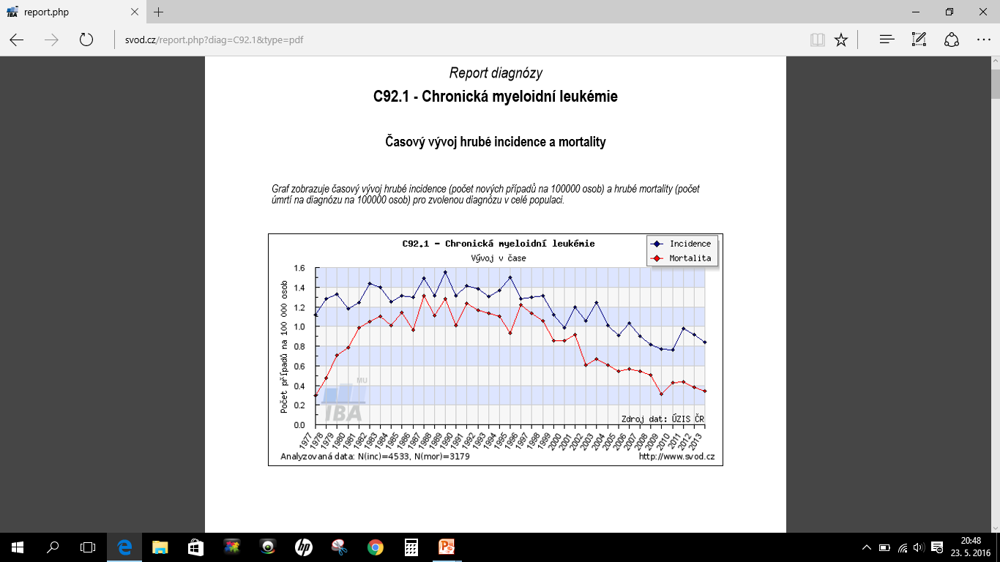 report.php
svod.cz/report.php?diag=C92.1&type=pdf
Report diagnózy
C92.1 - Chronická myeloidní leukémie
Časový vývoj hrubé incidence a mortality
Graf zobrazuje časový vývoj hrubé incidence (počet nových případů na 100000 osob) a hrubé mortality (počet
úmrtí na diagnózu na 100000 osob) pro zvolenou diagnózu v celé populaci.
C92.1 - Chronická myeloidní leukémie
Vývoj v čase
Incidence
Mortalita
Počet případů na 100 000 osob
1.6
1.4
1.2
1.0
0.8
0.6
0.4
0.2
0.0
MU
IBA
Zdroj dat: ÚZIS ČR
1977
1978
1979
1980
1981
1982
1983
1984
1985
1986
1987
1988
1989
1990
1991
1992
1993
1994
1995
1996
1997
1998
1999
2000
2001
2002
2003
2004
2005
2006
2007
2008
2009
2010
2011
2012
2013
Analyzovaná data: N(inc)=4533, N(mor)=3179
http://www.svod.cz
20:48
23. 5. 2016